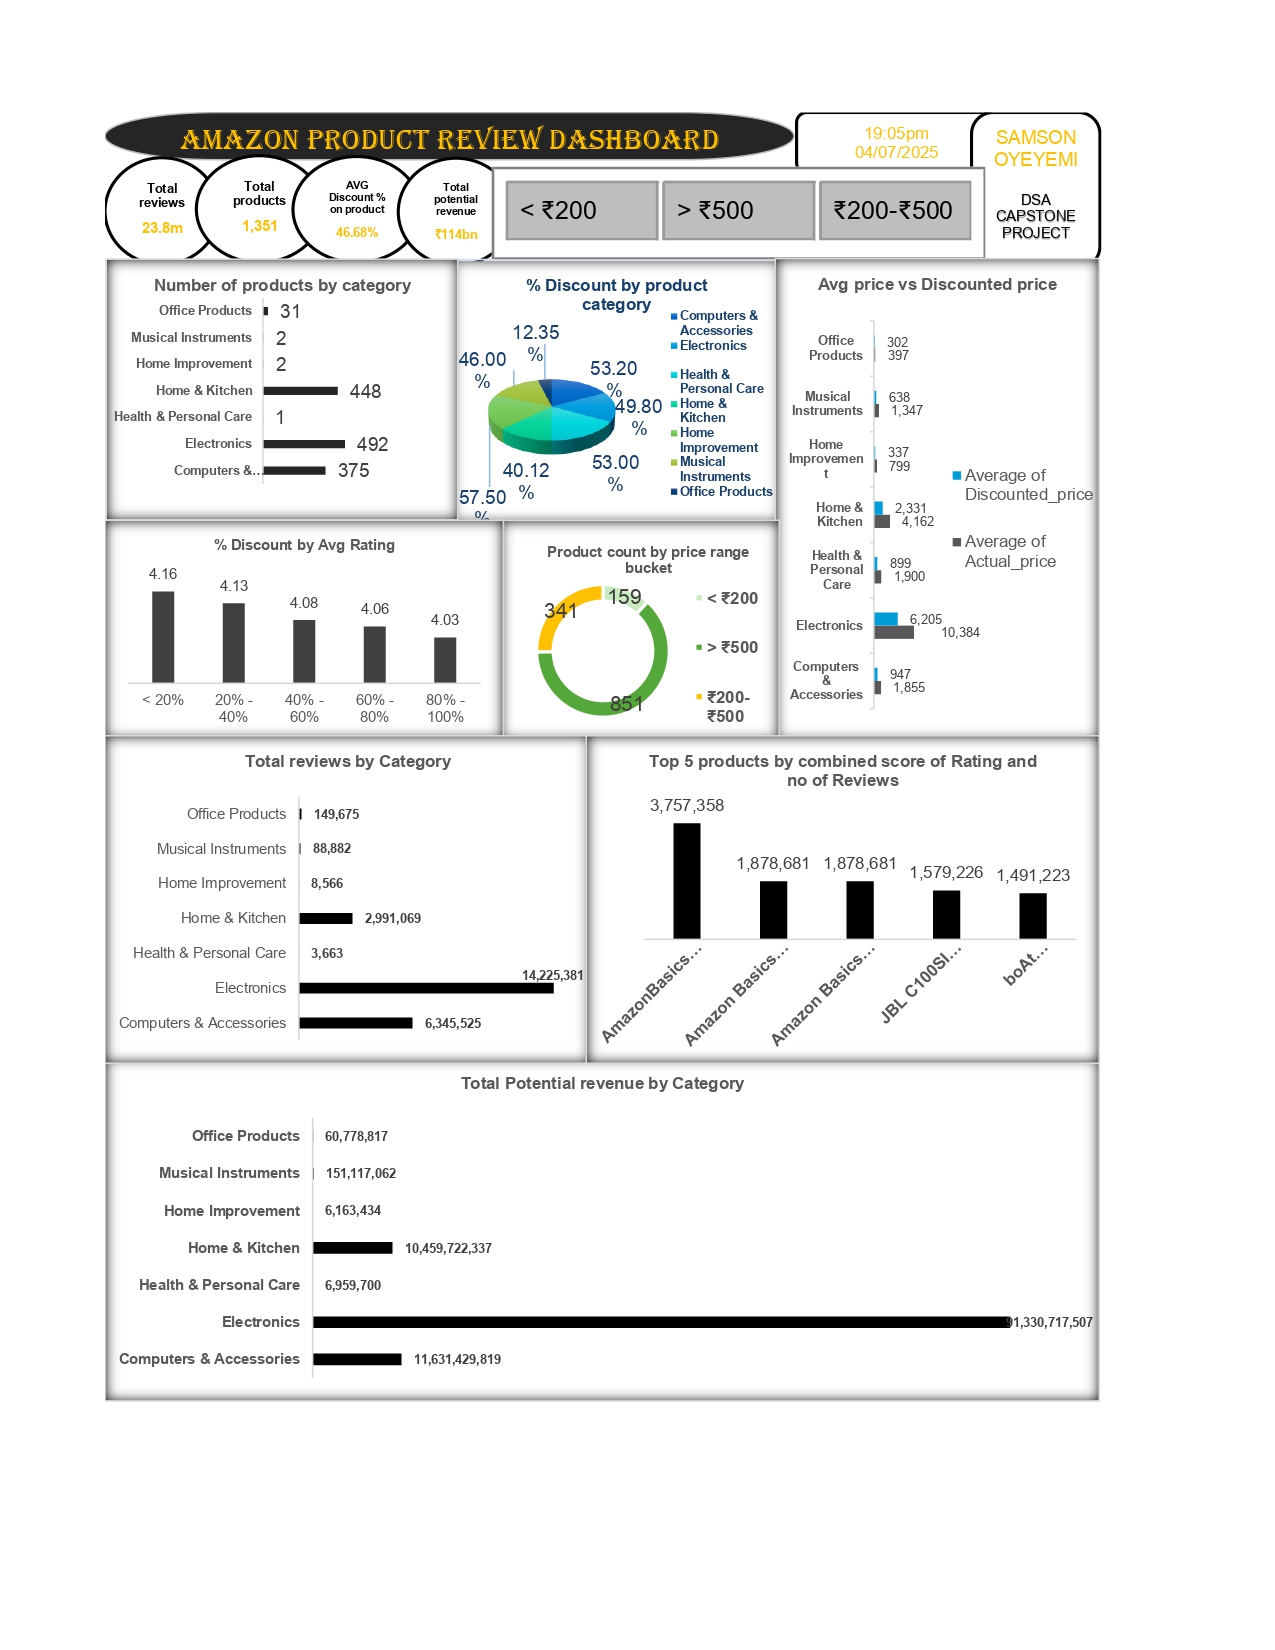 AMAZON PRODUCT REVIEW DASHBOARD
19:05pm
04/07/2025
SAMSON
OYEYEMI
DSA
CAPSTONE
PROJECT
Total
reviews
23.8m
Total
products
1,351
AVG
Discount %
on product
46.68%
Total
potential
revenue
₹114bn
< ₹200
> ₹500
₹200-₹500
Number of products by category
Office Products 31
Musical Instruments 2
Home Improvement 2
Home & Kitchen 448
Health & Personal Care 1
Electronics 492
Computers &... 375
% Discount by product
category
12.35
%
46.00
%
53.20
%
49.80
%
53.00
%
40.12
%
57.50
%
Computers &
Accessories
Electronics
Health &
Personal Care
Home &
Kitchen
Home
Improvement
Musical
Instruments
Office Products
Avg price vs Discounted price
Office
Products
302
397
Musical
Instruments
638
1,347
Home
Improvemen
t
337
799
Home &
Kitchen
2,331
4,162
Health &
Personal
Care
899
1,900
Electronics
6,205
10,384
Computers
&
Accessories
947
1,855
Average of
Discounted_price
Average of
Actual_price
% Discount by Avg Rating
4.16
4.13
4.08
4.06
4.03
< 20%
20% -
40%
40% -
60%
60% -
80%
80% -
100%
Product count by price range
bucket
341
159
851
< ₹200
> ₹500
₹200-
₹500
Total reviews by Category
Office Products 149,675
Musical Instruments 88,882
Home Improvement 8,566
Home & Kitchen 2,991,069
Health & Personal Care 3,663
Electronics 14,225,381
Computers & Accessories 6,345,525
Top 5 products by combined score of Rating and
no of Reviews
3,757,358
1,878,681
1,878,681
1,579,226
1,491,223
AmazonBasics...
Amazon Basics...
Amazon Basics...
JBL C100SI...
boAt...
Total Potential revenue by Category
Office Products 60,778,817
Musical Instruments 151,117,062
Home Improvement 6,163,434
Home & Kitchen 10,459,722,337
Health & Personal Care 6,959,700
Electronics 91,330,717,507
Computers & Accessories 11,631,429,819